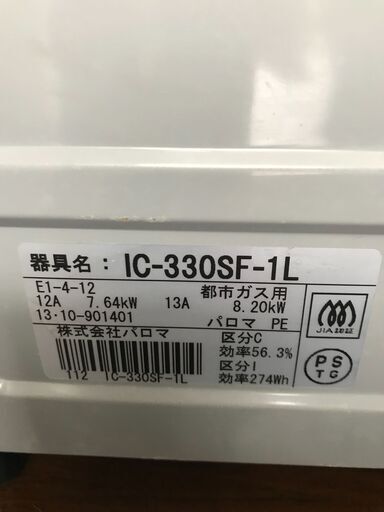 器具名： IC-330SF-1L
E1-4-12 都市ガス用
12A 7.64kW 13A 8.20kW
13・10-901401 パロマ PE
株式会社パロマ
区分C
効率56.3%
区分I
効率274Wh
112 IC-330SF-1L
JIA認証
PS
TG